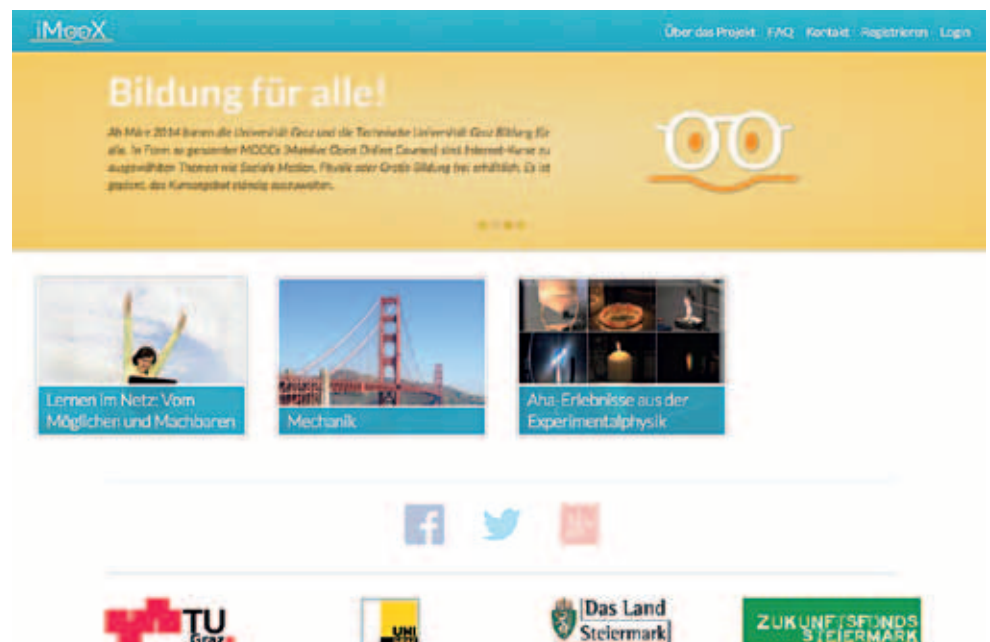 iMooX
Über das Projekt FAQ Kontakt Registrieren Login
Bildung für alle!
Ab März 2014 bieten die Universität Graz und die Technische Universität Graz Bildung für
alle. In Form so genannter MOOCs (Massive Open Online Courses) sind Internet-Kurse zu
ausgewählten Themen wie Soziale Medien, Physik oder Gratis Bildung frei erhältlich. Es ist
geplant, das Kursangebot ständig auszuweiten.
Lernen im Netz: Vom
Möglichen und Machbaren
Mechanik
Aha-Erlebnisse aus der
Experimentalphysik
TU
Graz
UNI
Das Land
Steiermark
ZUKUNFTSFONDS
STEIERMARK